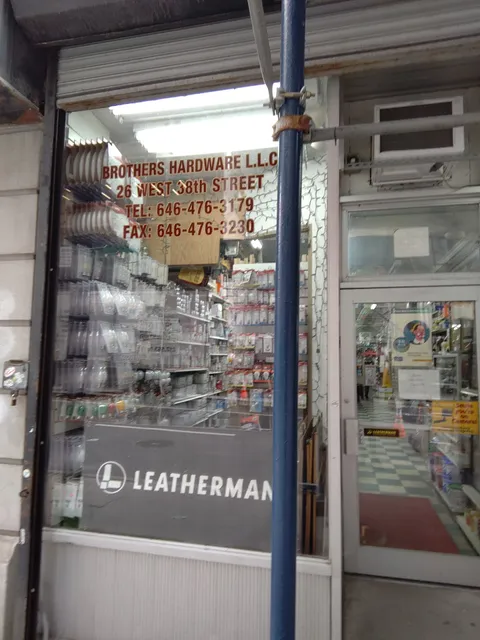 BROTHERS HARDWARE L.L.C
26 WEST 38th STREET
TEL: 646-476-3179
FAX: 646-476-3230
LEATHERMAN